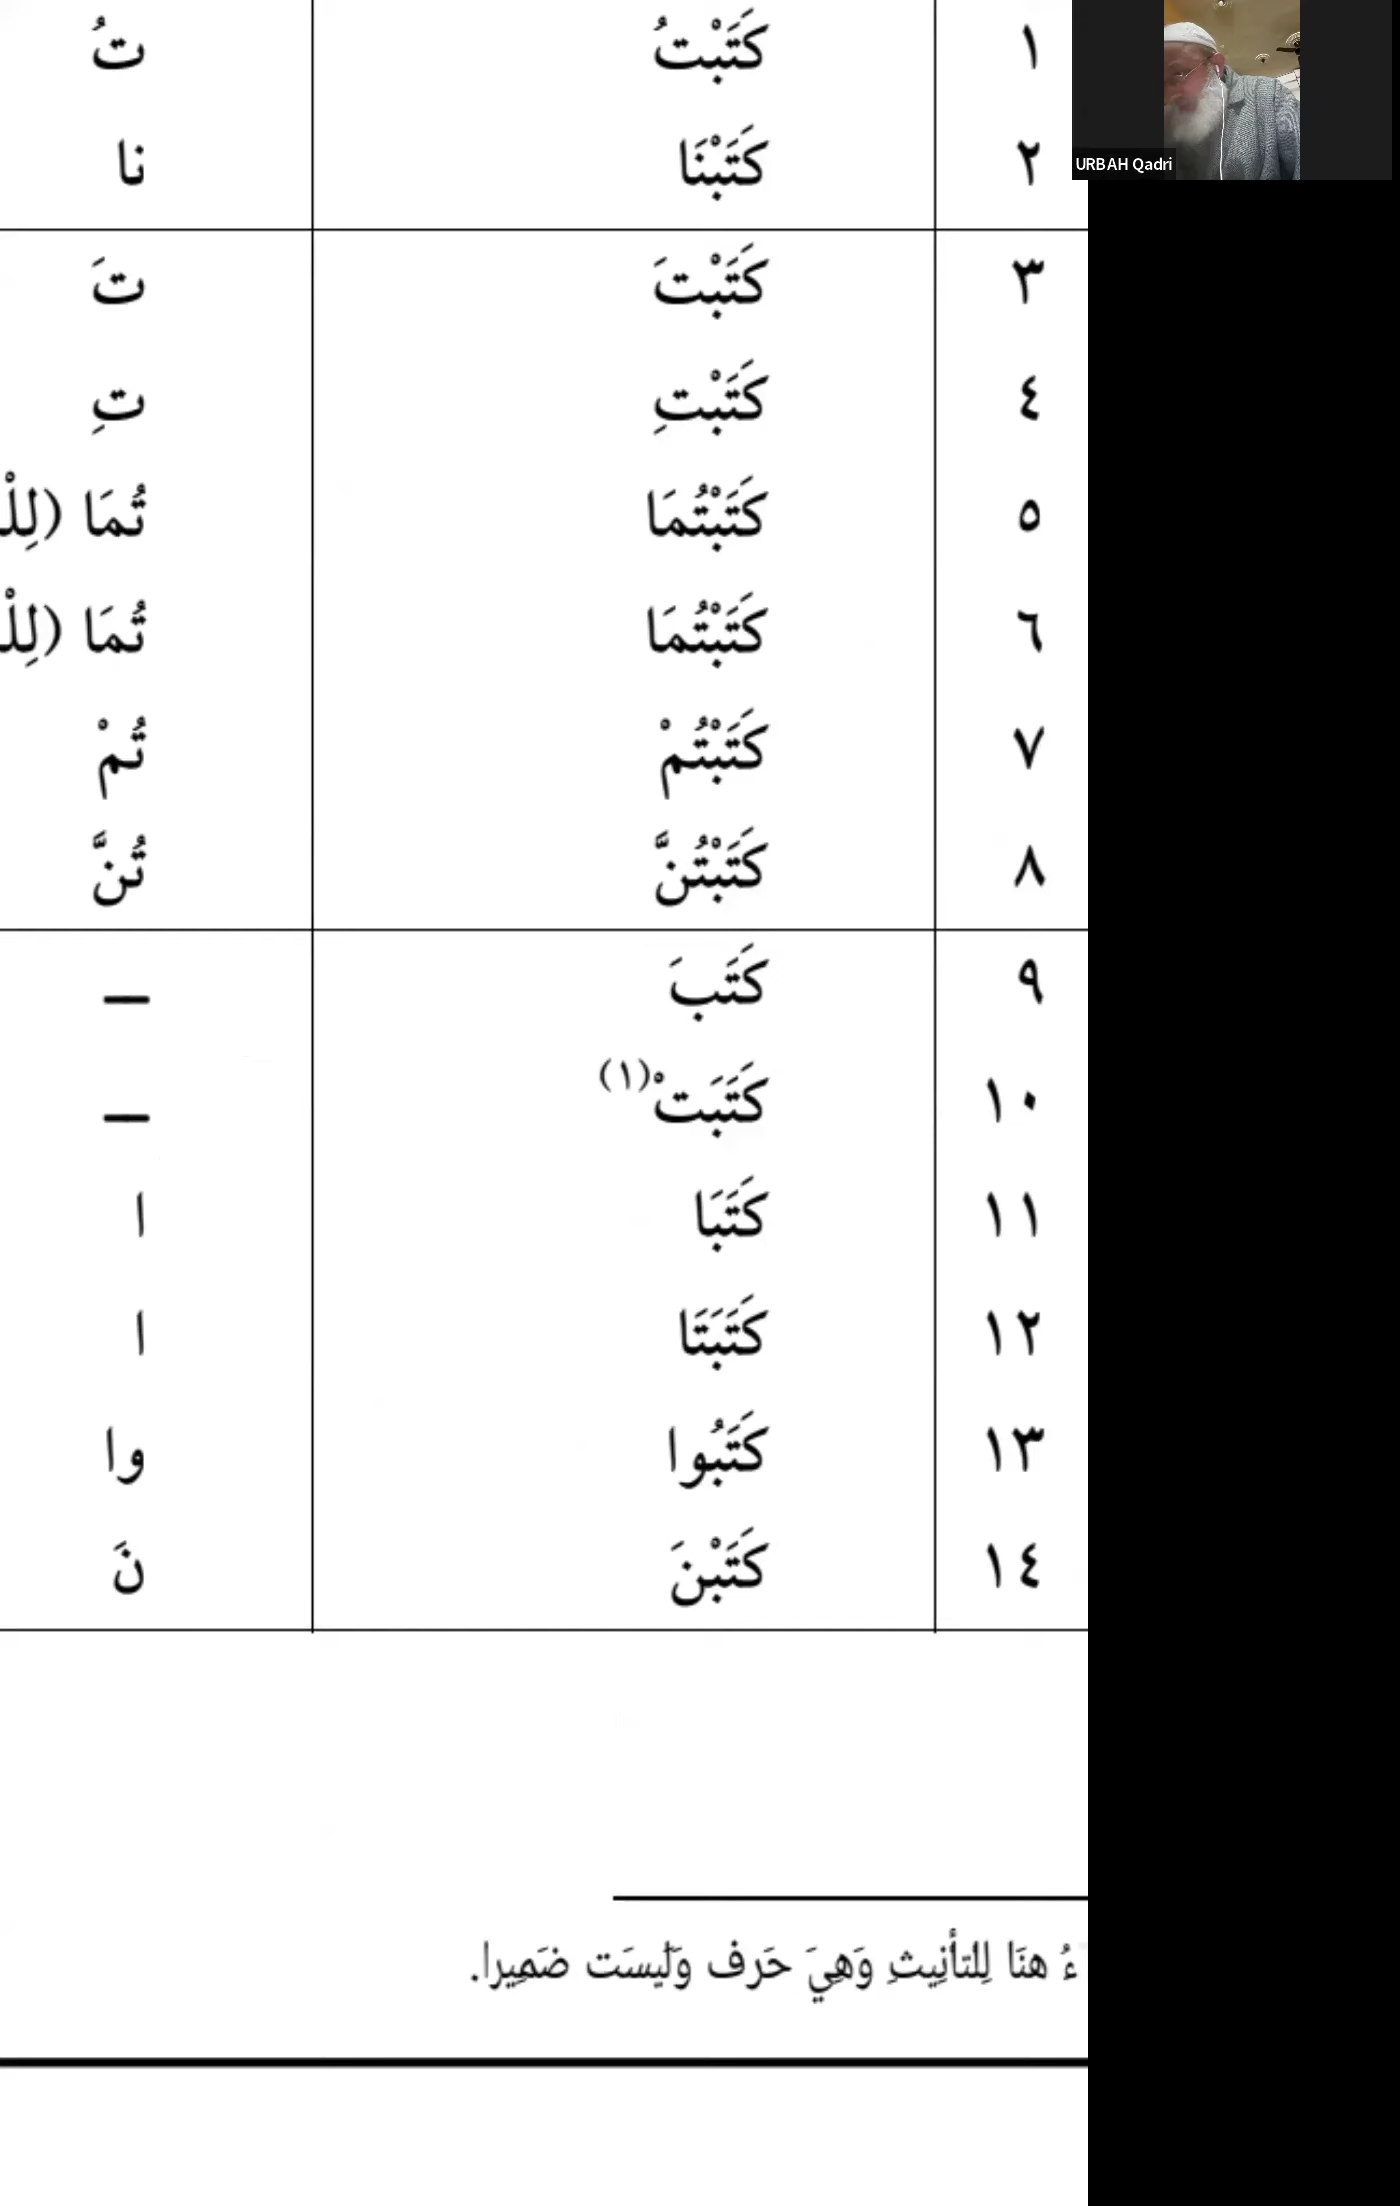 ١ كَتَبْتُ تُ
URBAH Qadri
٢ كَتَبْنَا نا
٣ كَتَبْتَ تَ
٤ كَتَبْتِ تِ
٥ كَتَبْتُمَا تُمَا (لِلْ
٦ كَتَبْتُمَا تُمَا (لِلْ
٧ كَتَبْتُمْ تُمْ
٨ كَتَبْتُنَّ تُنَّ
٩ كَتَبَ —
١٠ كَتَبَتْ(١) —
١١ كَتَبَا ا
١٢ كَتَبَتَا ا
١٣ كَتَبُوا وا
١٤ كَتَبْنَ نَ
هنَا لِلتأنِيثِ وَهِيَ حَرف وَلَيسَت ضَمِيرا.